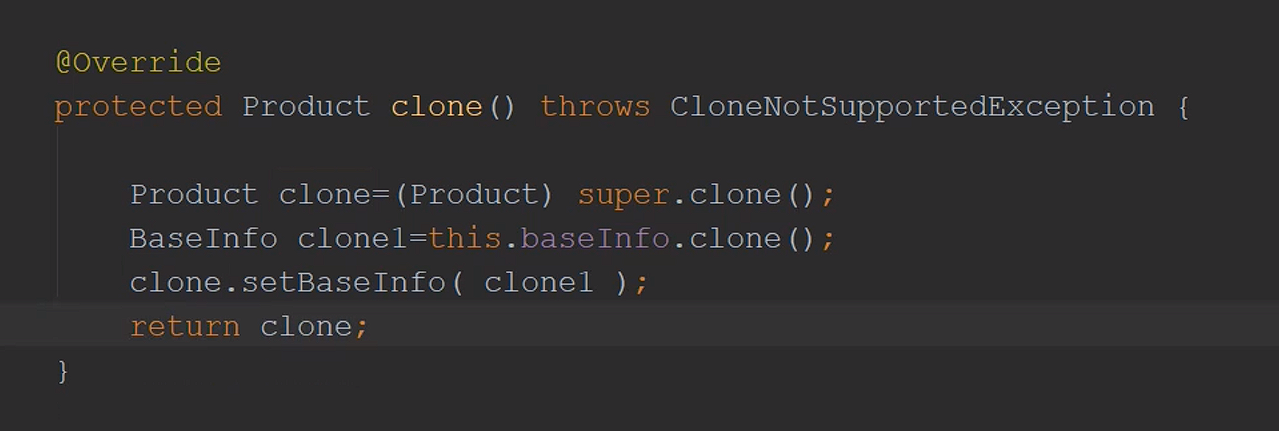 @Override
protected Product clone() throws CloneNotSupportedException {
Product clone=(Product) super.clone();
BaseInfo clone1=this.baseInfo.clone();
clone.setBaseInfo( clone1 );
return clone;
}